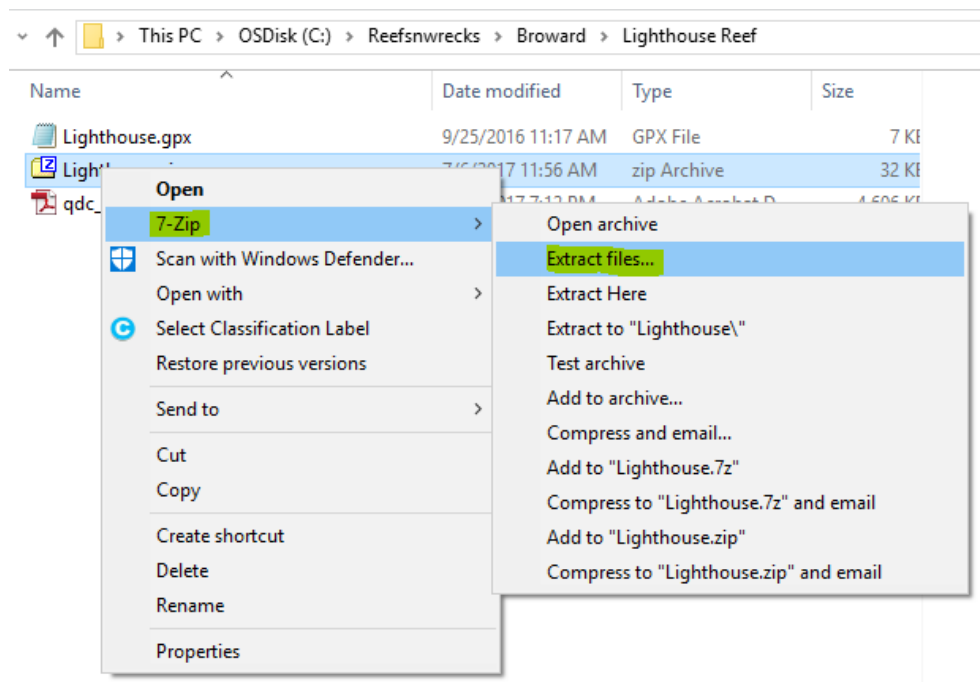 This PC > OSDisk (C:) > Reefsnwrecks > Broward > Lighthouse Reef
Name Date modified Type Size
Lighthouse.gpx 9/25/2016 11:17 AM GPX File 7 KB
11:56 AM zip Archive 32 KB
qdc_
Open
7-Zip
Scan with Windows Defender...
Open with
Select Classification Label
Restore previous versions
Send to
Cut
Copy
Create shortcut
Delete
Rename
Properties
Open archive
Extract files...
Extract Here
Extract to "Lighthouse\"
Test archive
Add to archive...
Compress and email...
Add to "Lighthouse.7z"
Compress to "Lighthouse.7z" and email
Add to "Lighthouse.zip"
Compress to "Lighthouse.zip" and email